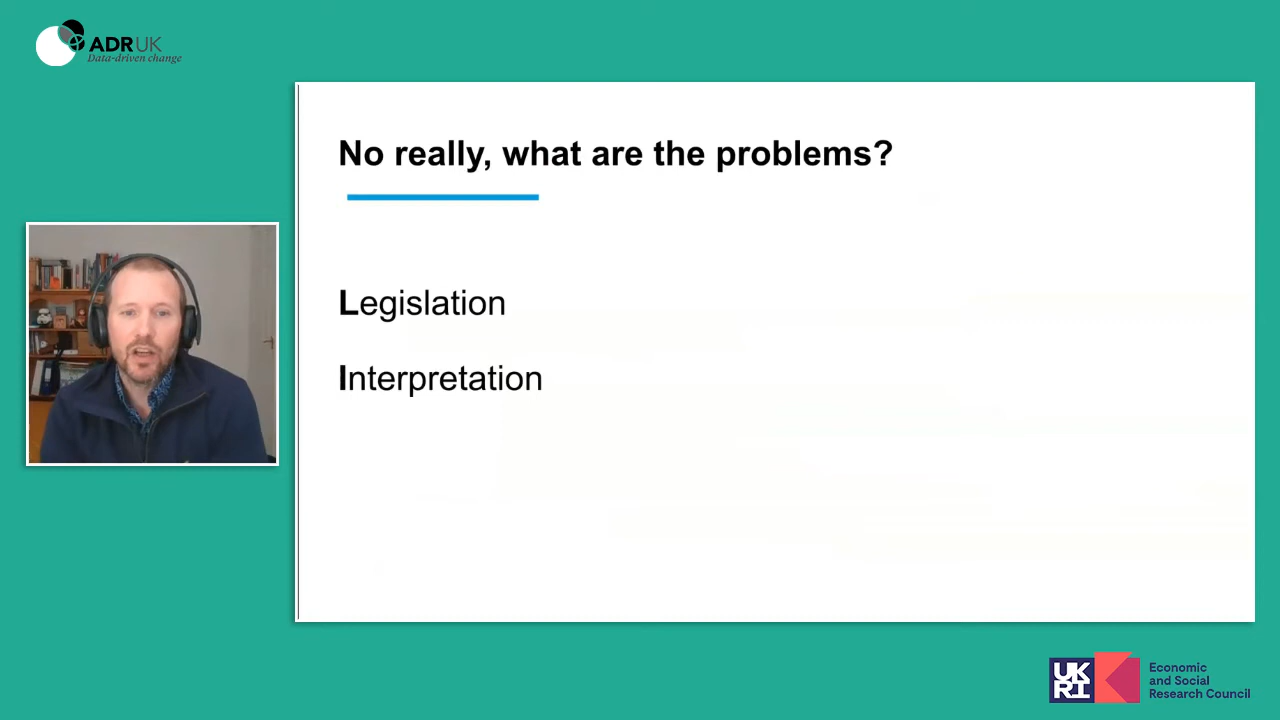 ADR UK
Data-driven change
No really, what are the problems?
Legislation
Interpretation
UK
RI
Economic
and Social
Research Council